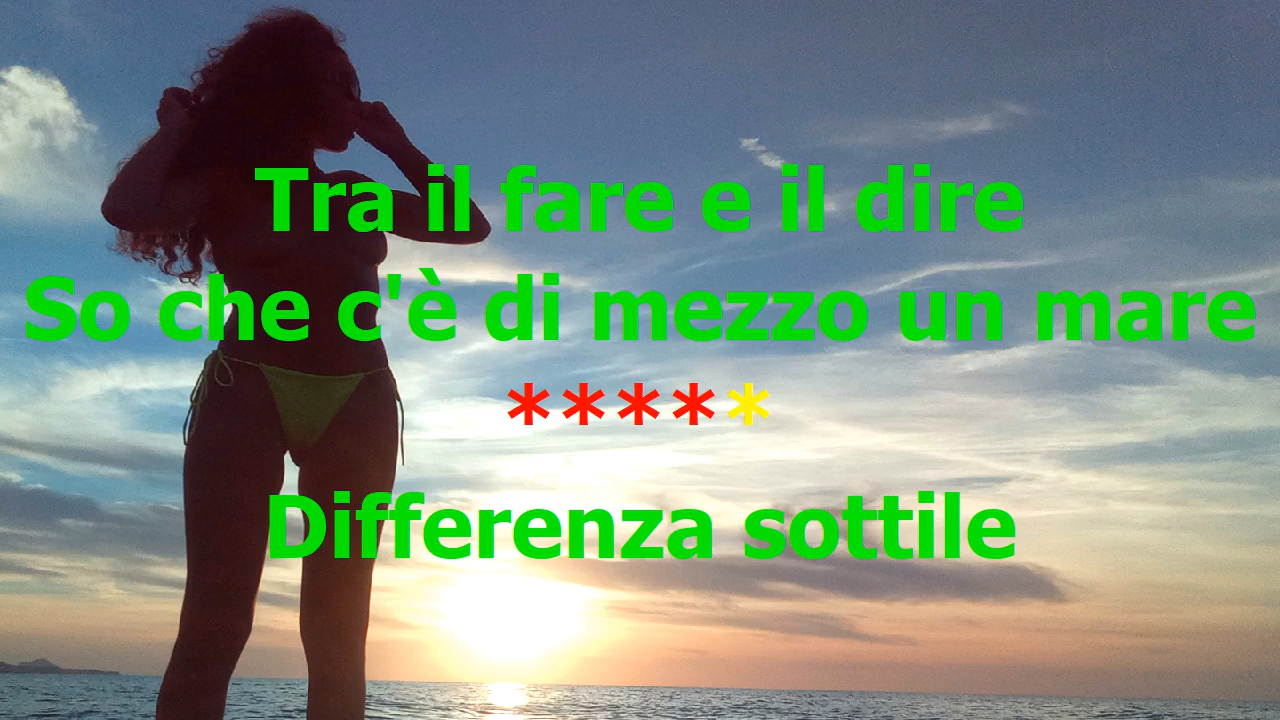 Tra il fare e il dire
So che c'è di mezzo un mare
*****
Differenza sottile